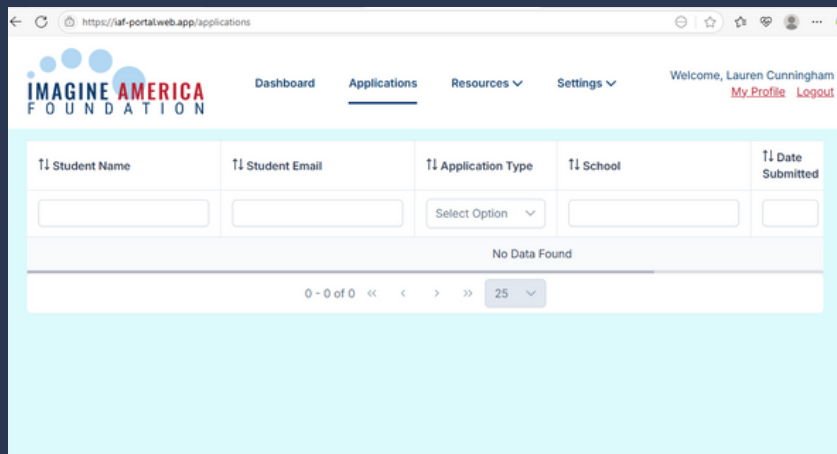 https://iaf-portal.web.app/applications
IMAGINE AMERICA
FOUNDATION
Dashboard
Applications
Resources
Settings
Welcome, Lauren Cunningham
My Profile Logout
Student Name
Student Email
Application Type
School
Date
Submitted
Select Option
No Data Found
0 - 0 of 0
25